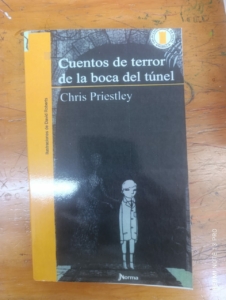 Cuentos de terror
de la boca del túnel
Chris Priestley
Norma